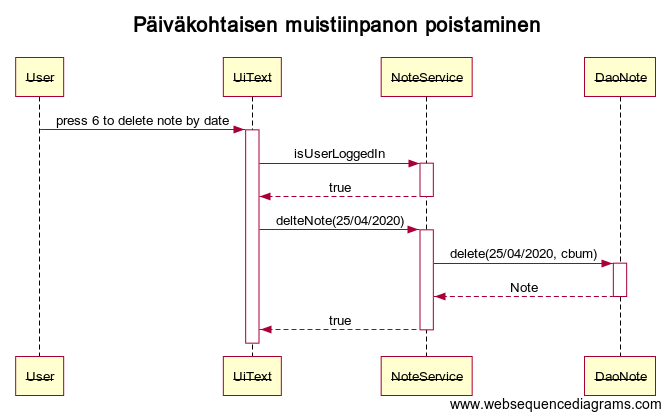 Päiväkohtaisen muistiinpanon poistaminen
User UiText NoteService DaoNote
press 6 to delete note by date
isUserLoggedIn
true
delteNote(25/04/2020)
delete(25/04/2020, cbum)
Note
true
User UiText NoteService DaoNote
www.websequencediagrams.com